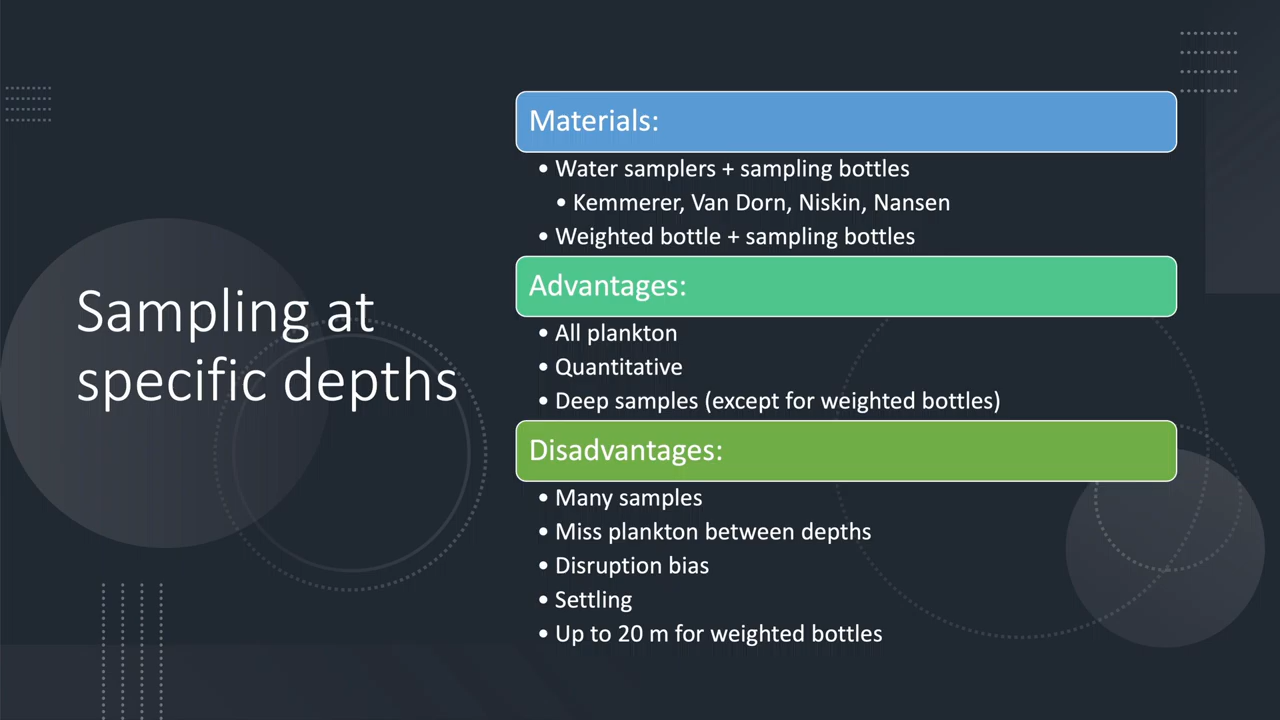 Sampling at
specific depths
Materials:
• Water samplers + sampling bottles
• Kemmerer, Van Dorn, Niskin, Nansen
• Weighted bottle + sampling bottles
Advantages:
• All plankton
• Quantitative
• Deep samples (except for weighted bottles)
Disadvantages:
• Many samples
• Miss plankton between depths
• Disruption bias
• Settling
• Up to 20 m for weighted bottles